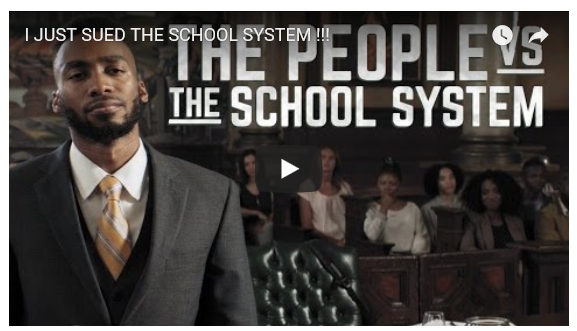 I JUST SUED THE SCHOOL SYSTEM !!!
THE PEOPLE VS
THE SCHOOL SYSTEM